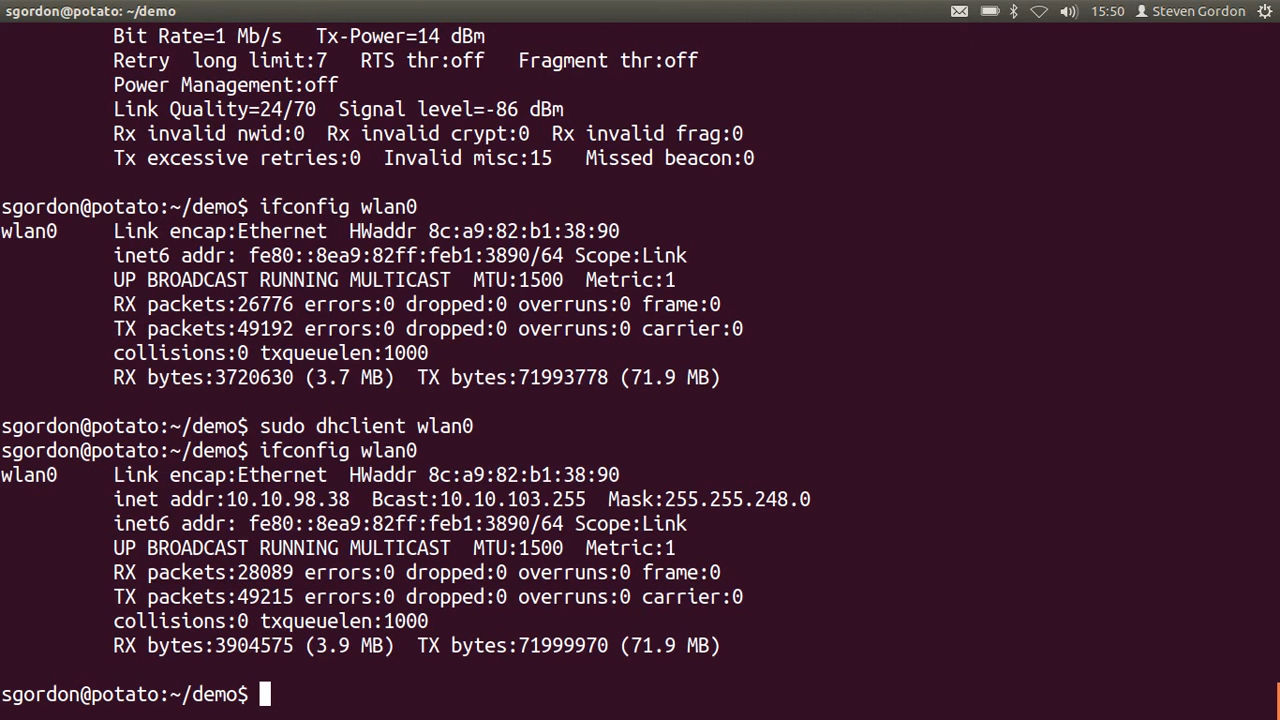 sgordon@potato: ~/demo 15:50 Steven Gordon
Bit Rate=1 Mb/s   Tx-Power=14 dBm
Retry  long limit:7   RTS thr:off   Fragment thr:off
Power Management:off
Link Quality=24/70  Signal level=-86 dBm
Rx invalid nwid:0  Rx invalid crypt:0  Rx invalid frag:0
Tx excessive retries:0  Invalid misc:15   Missed beacon:0
sgordon@potato:~/demo$ ifconfig wlan0
wlan0     Link encap:Ethernet  HWaddr 8c:a9:82:b1:38:90
inet6 addr: fe80::8ea9:82ff:feb1:3890/64 Scope:Link
UP BROADCAST RUNNING MULTICAST  MTU:1500  Metric:1
RX packets:26776 errors:0 dropped:0 overruns:0 frame:0
TX packets:49192 errors:0 dropped:0 overruns:0 carrier:0
collisions:0 txqueuelen:1000
RX bytes:3720630 (3.7 MB)  TX bytes:71993778 (71.9 MB)
sgordon@potato:~/demo$ sudo dhclient wlan0
sgordon@potato:~/demo$ ifconfig wlan0
wlan0     Link encap:Ethernet  HWaddr 8c:a9:82:b1:38:90
inet addr:10.10.98.38  Bcast:10.10.103.255  Mask:255.255.248.0
inet6 addr: fe80::8ea9:82ff:feb1:3890/64 Scope:Link
UP BROADCAST RUNNING MULTICAST  MTU:1500  Metric:1
RX packets:28089 errors:0 dropped:0 overruns:0 frame:0
TX packets:49215 errors:0 dropped:0 overruns:0 carrier:0
collisions:0 txqueuelen:1000
RX bytes:3904575 (3.9 MB)  TX bytes:71999970 (71.9 MB)
sgordon@potato:~/demo$